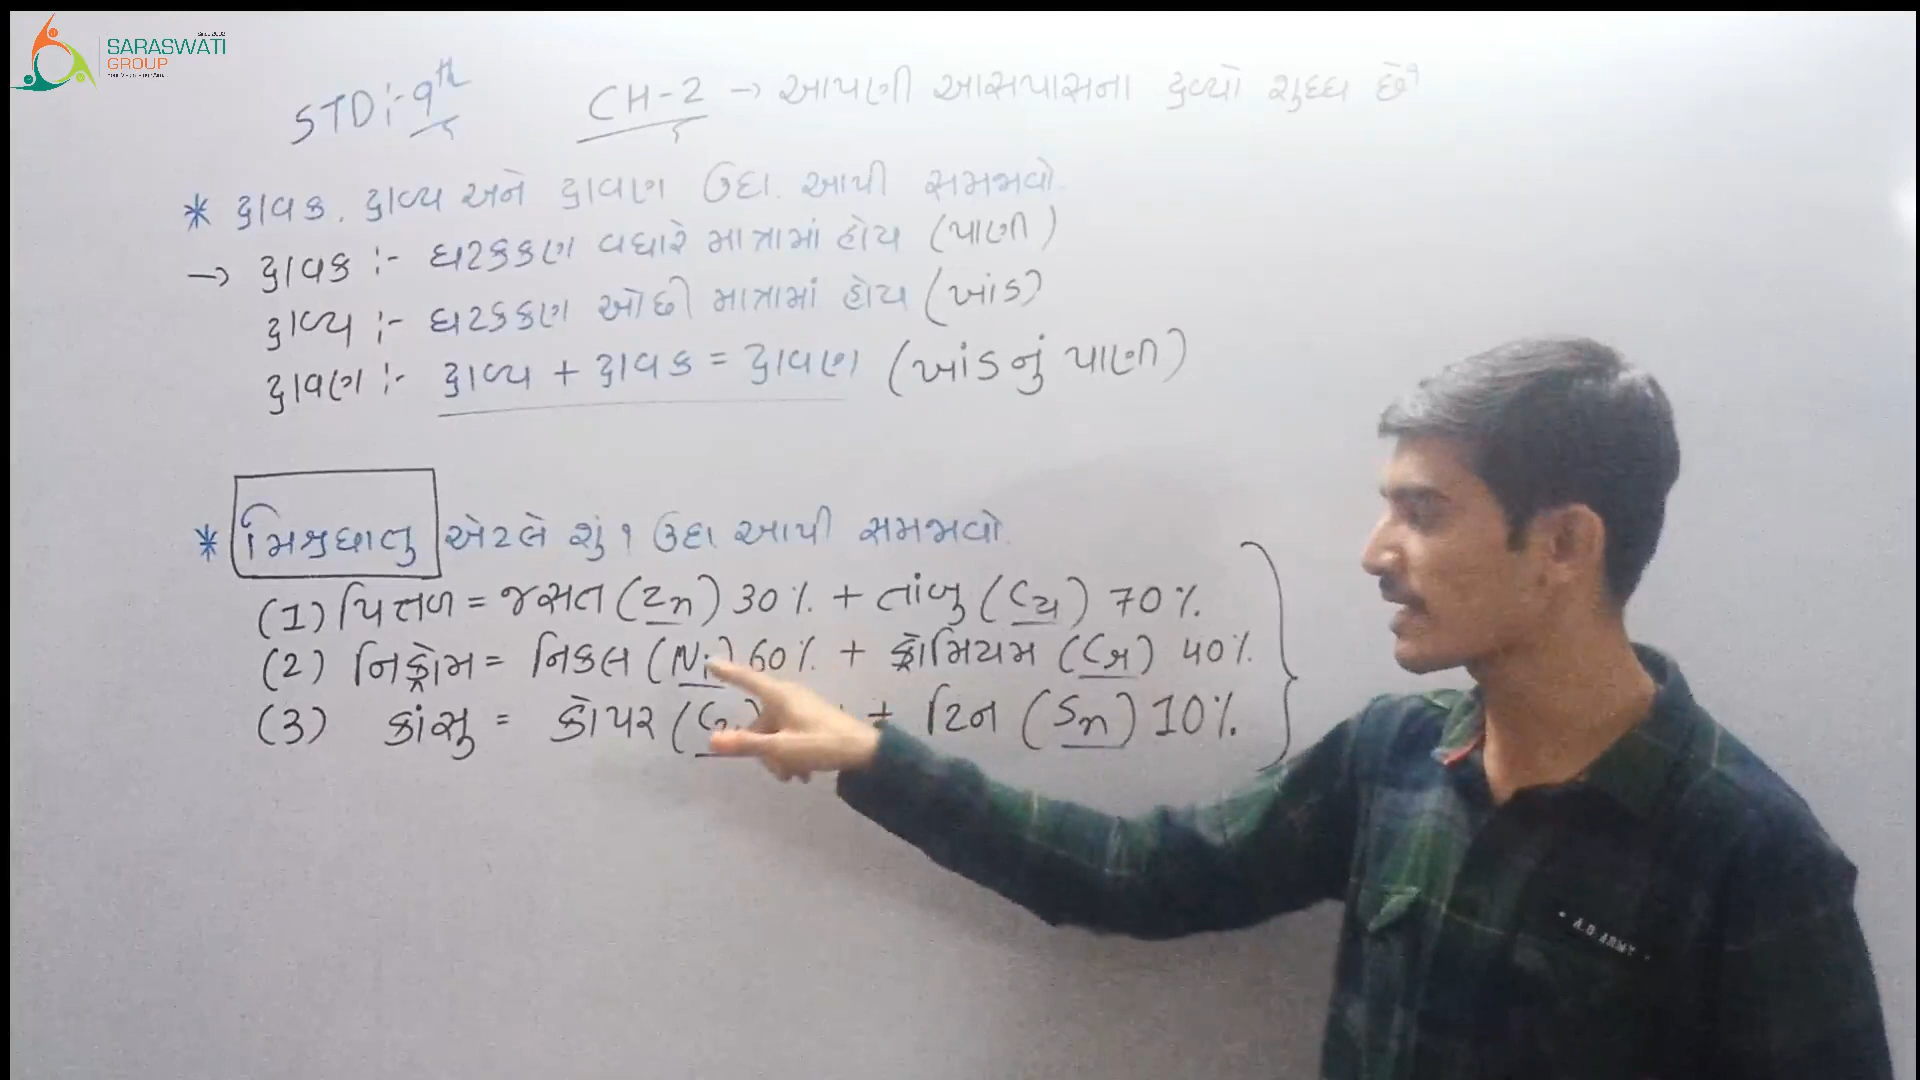 SARASWATI
GROUP
STD :- 9th
CH-2 → આપણી આસપાસના દ્રવ્યો શુદ્ધ છે?
* દ્રાવક, દ્રાવ્ય અને દ્રાવણ ઉદા. આપી સમજાવો.
→ દ્રાવક :- ઘટકકણ વધારે માત્રામાં હોય (પાણી)
દ્રાવ્ય :- ઘટકકણ ઓછી માત્રામાં હોય (ખાંડ)
દ્રાવણ :- દ્રાવ્ય + દ્રાવક = દ્રાવણ (ખાંડનું પાણી)
* મિશ્રધાતુ એટલે શું? ઉદા આપી સમજાવો.
(1) પિત્તળ = જસત (Zn) 30% + તાંબુ (Cu) 70%
(2) નિક્રોમ = નિકલ (Ni) 60% + ક્રોમિયમ (Cr) 40%
(3) કાંસુ = કોપર ( + ટિન (Sn) 10%
A.G ARMY